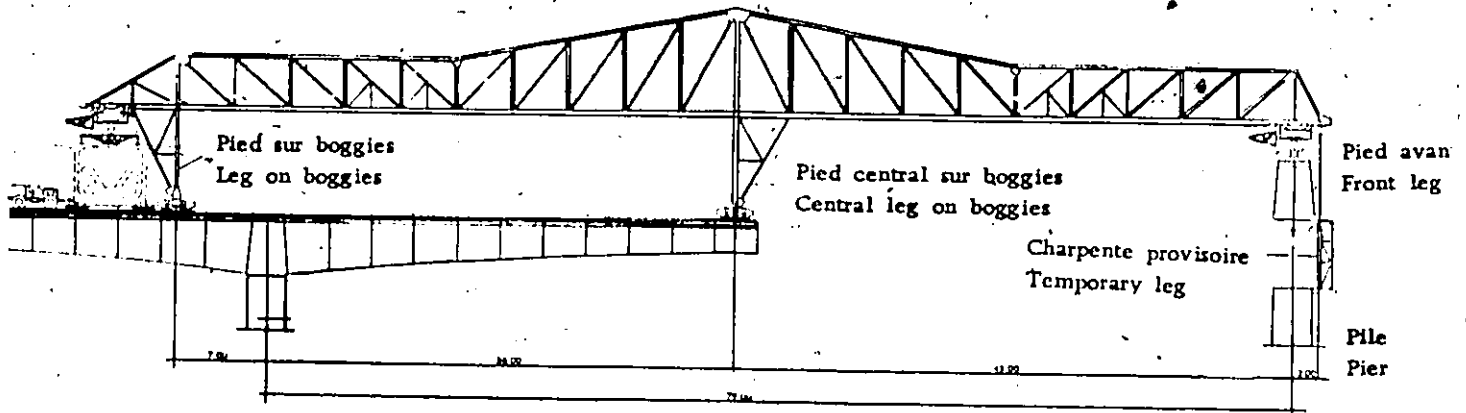 Pied sur boggies
Leg on boggies
Pied central sur boggies
Central leg on boggies
Pied avan
Front leg
Charpente provisoire
Temporary leg
Pile
Pier